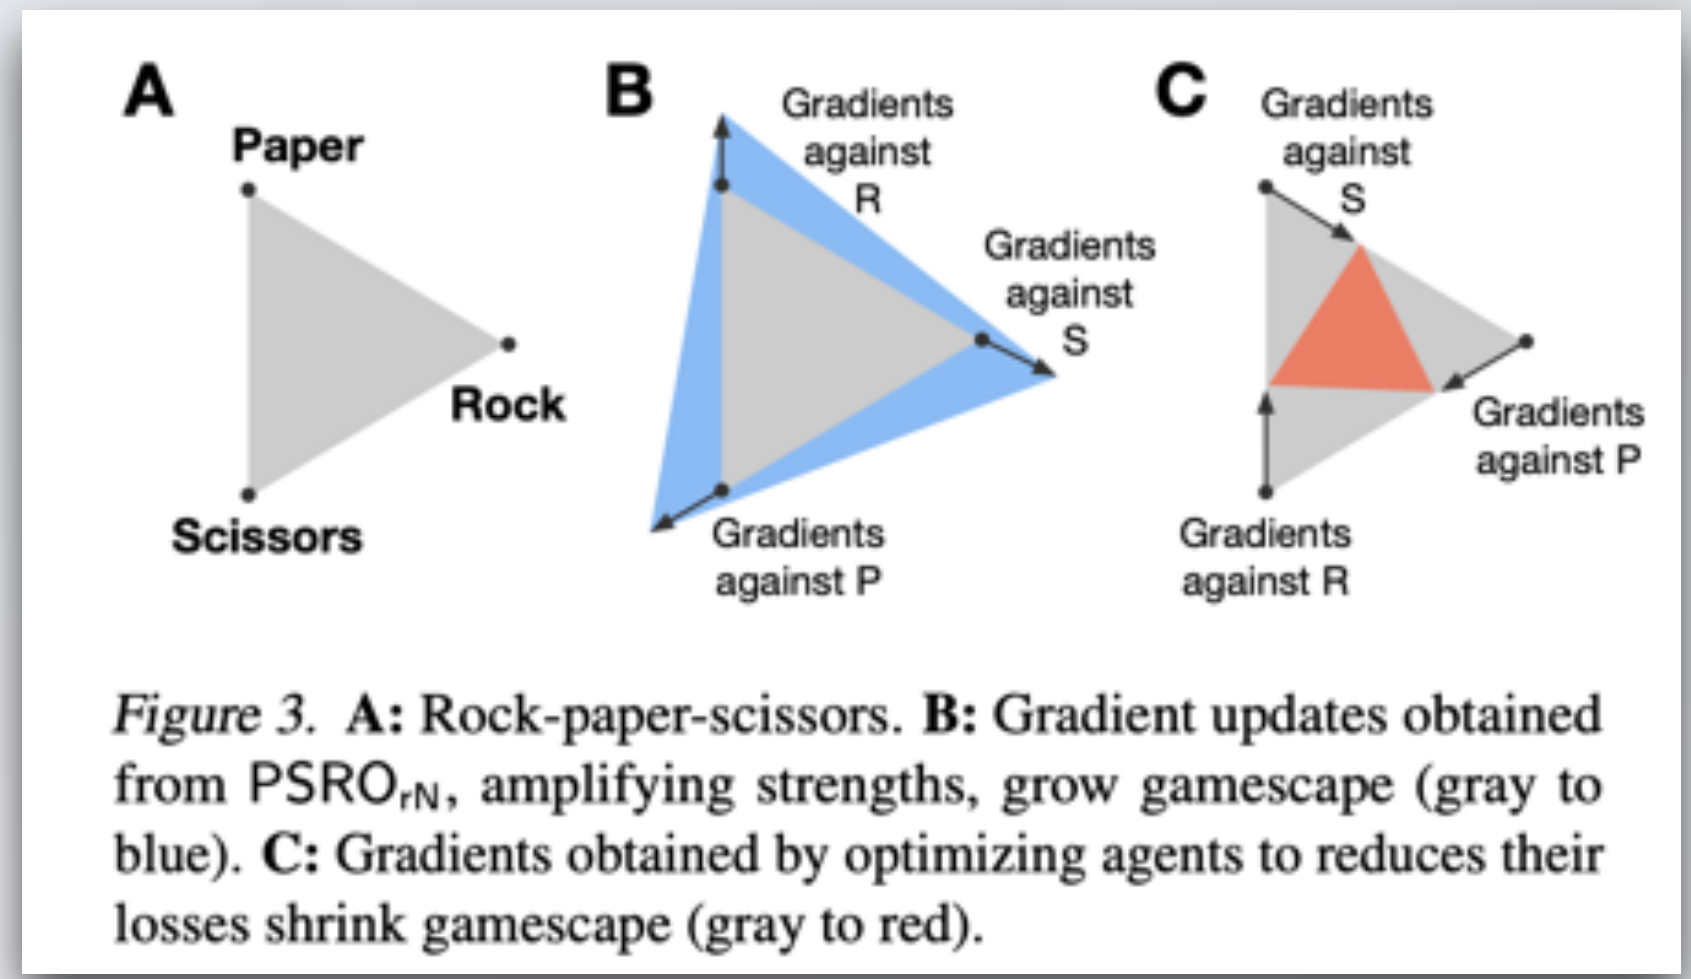 A
Paper
Rock
Scissors
B
Gradients
against
R
Gradients
against
S
Gradients
against P
C
Gradients
against
S
Gradients
against P
Gradients
against R
Figure 3. A: Rock-paper-scissors. B: Gradient updates obtained
from PSROrN, amplifying strengths, grow gamescape (gray to
blue). C: Gradients obtained by optimizing agents to reduces their
losses shrink gamescape (gray to red).